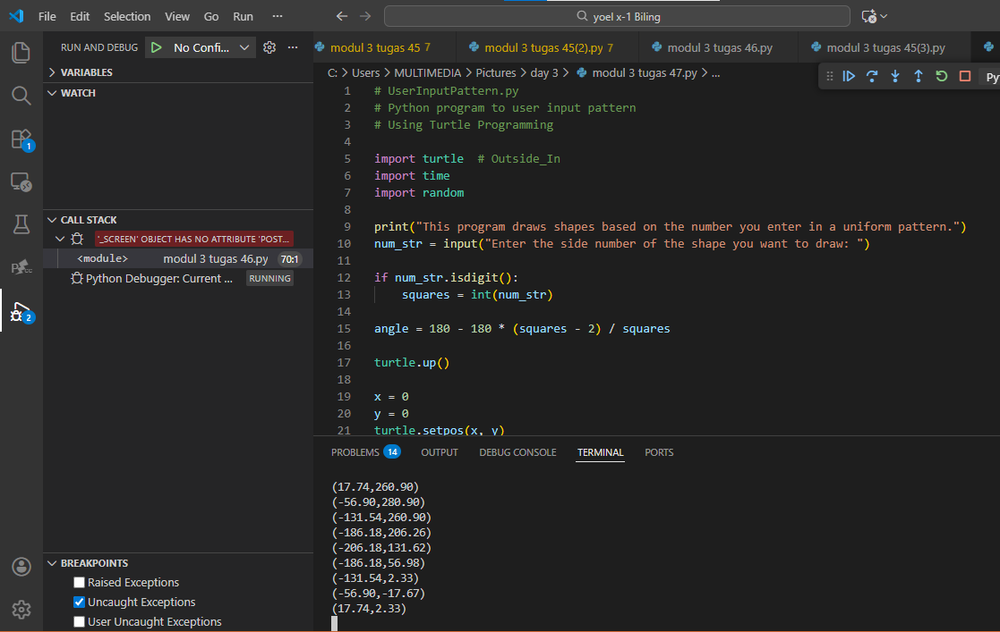 File Edit Selection View Go Run ··· yoel x-1 Biling
RUN AND DEBUG No Confi... ···
modul 3 tugas 45 7 modul 3 tugas 45(2).py 7 modul 3 tugas 46.py modul 3 tugas 45(3).py
C: > Users > MULTIMEDIA > Pictures > day 3 > modul 3 tugas 47.py > ...
Py
VARIABLES
WATCH
CALL STACK
'_SCREEN' OBJECT HAS NO ATTRIBUTE 'POST...
<module> modul 3 tugas 46.py 70:1
Python Debugger: Current ... RUNNING
BREAKPOINTS
Raised Exceptions
Uncaught Exceptions
User Uncaught Exceptions
1
2
1 # UserInputPattern.py
2 # Python program to user input pattern
3 # Using Turtle Programming
4
5 import turtle  # Outside_In
6 import time
7 import random
8
9 print("This program draws shapes based on the number you enter in a uniform pattern.")
10 num_str = input("Enter the side number of the shape you want to draw: ")
11
12 if num_str.isdigit():
13     squares = int(num_str)
14
15 angle = 180 - 180 * (squares - 2) / squares
16
17 turtle.up()
18
19 x = 0
20 y = 0
21 turtle.setpos(x, y)
PROBLEMS 14 OUTPUT DEBUG CONSOLE TERMINAL PORTS
(17.74,260.90)
(-56.90,280.90)
(-131.54,260.90)
(-186.18,206.26)
(-206.18,131.62)
(-186.18,56.98)
(-131.54,2.33)
(-56.90,-17.67)
(17.74,2.33)